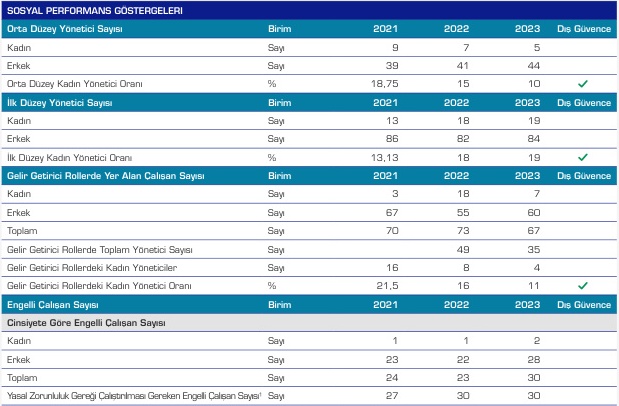 SOSYAL PERFORMANS GÖSTERGELERİ
Orta Düzey Yönetici Sayısı Birim 2021 2022 2023 Dış Güvence
Kadın Sayı 9 7 5
Erkek Sayı 39 41 44
Orta Düzey Kadın Yönetici Oranı % 18,75 15 10 ✓
İlk Düzey Yönetici Sayısı Birim 2021 2022 2023 Dış Güvence
Kadın Sayı 13 18 19
Erkek Sayı 86 82 84
İlk Düzey Kadın Yönetici Oranı % 13,13 18 19 ✓
Gelir Getirici Rollerde Yer Alan Çalışan Sayısı Birim 2021 2022 2023 Dış Güvence
Kadın Sayı 3 18 7
Erkek Sayı 67 55 60
Toplam Sayı 70 73 67
Gelir Getirici Rollerde Toplam Yönetici Sayısı Sayı 49 35
Gelir Getirici Rollerdeki Kadın Yöneticiler Sayı 16 8 4
Gelir Getirici Rollerdeki Kadın Yönetici Oranı % 21,5 16 11 ✓
Engelli Çalışan Sayısı Birim 2021 2022 2023 Dış Güvence
Cinsiyete Göre Engelli Çalışan Sayısı
Kadın Sayı 1 1 2
Erkek Sayı 23 22 28
Toplam Sayı 24 23 30
Yasal Zorunluluk Gereği Çalıştırılması Gereken Engelli Çalışan Sayısı¹ Sayı 27 30 30